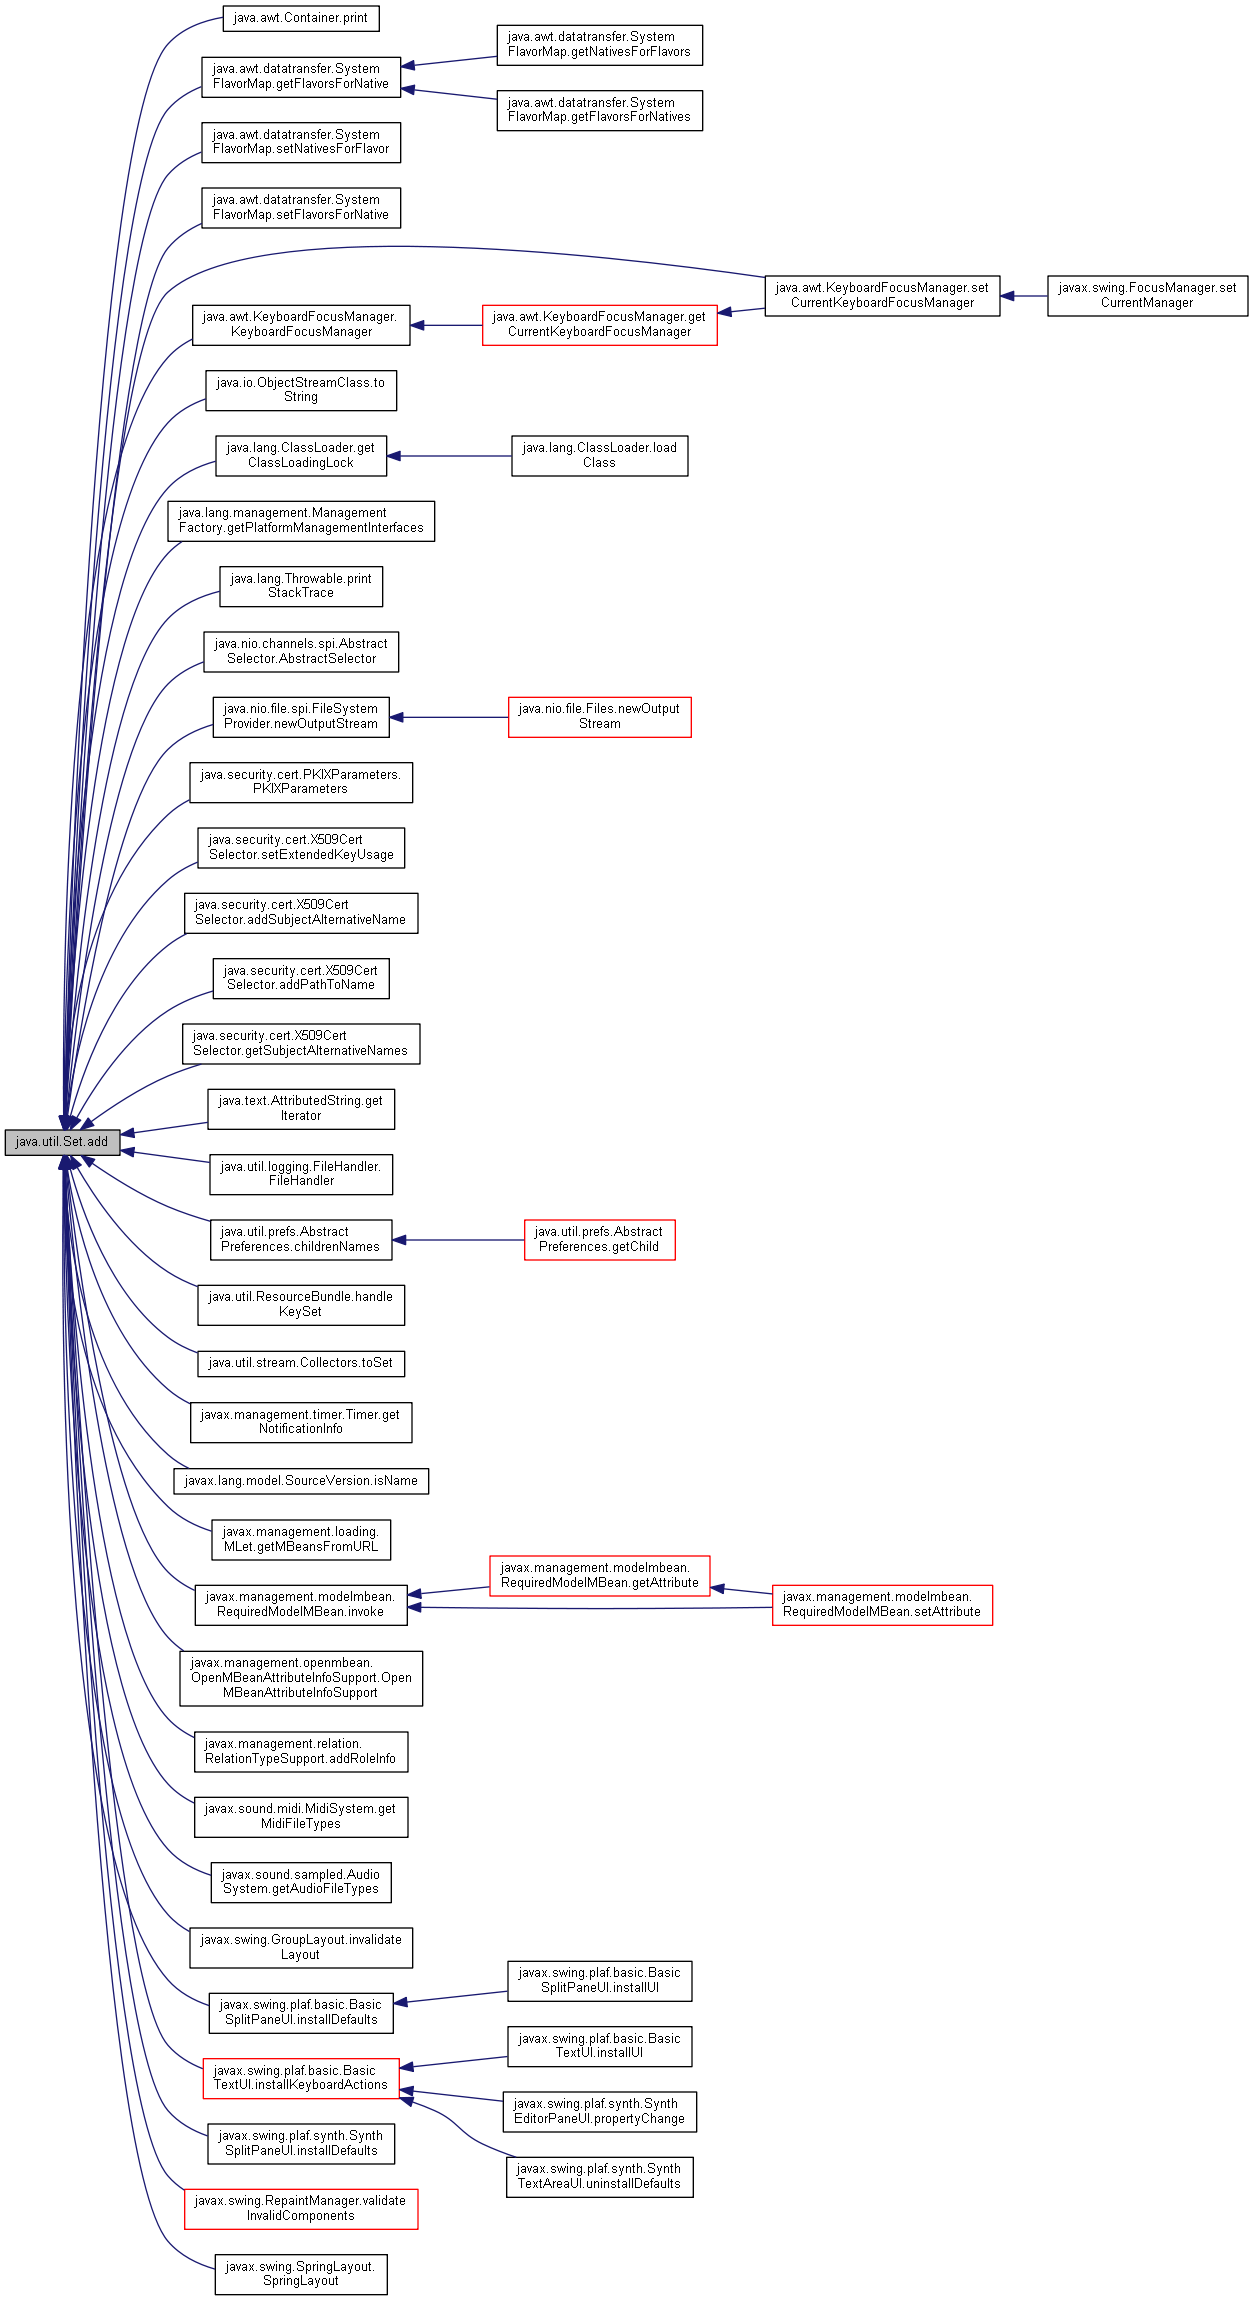 java.awt.Container.print
java.awt.datatransfer.System
FlavorMap.getFlavorsForNative
java.awt.datatransfer.System
FlavorMap.getNativesForFlavors
java.awt.datatransfer.System
FlavorMap.getFlavorsForNatives
java.awt.datatransfer.System
FlavorMap.setNativesForFlavor
java.awt.datatransfer.System
FlavorMap.setFlavorsForNative
java.awt.KeyboardFocusManager.set
CurrentKeyboardFocusManager
javax.swing.FocusManager.set
CurrentManager
java.awt.KeyboardFocusManager.
KeyboardFocusManager
java.awt.KeyboardFocusManager.get
CurrentKeyboardFocusManager
java.io.ObjectStreamClass.to
String
java.lang.ClassLoader.get
ClassLoadingLock
java.lang.ClassLoader.load
Class
java.lang.management.Management
Factory.getPlatformManagementInterfaces
java.lang.Throwable.print
StackTrace
java.nio.channels.spi.Abstract
Selector.AbstractSelector
java.nio.file.spi.FileSystem
Provider.newOutputStream
java.nio.file.Files.newOutput
Stream
java.security.cert.PKIXParameters.
PKIXParameters
java.security.cert.X509Cert
Selector.setExtendedKeyUsage
java.security.cert.X509Cert
Selector.addSubjectAlternativeName
java.security.cert.X509Cert
Selector.addPathToName
java.security.cert.X509Cert
Selector.getSubjectAlternativeNames
java.text.AttributedString.get
Iterator
java.util.Set.add
java.util.logging.FileHandler.
FileHandler
java.util.prefs.Abstract
Preferences.childrenNames
java.util.prefs.Abstract
Preferences.getChild
java.util.ResourceBundle.handle
KeySet
java.util.stream.Collectors.toSet
javax.management.timer.Timer.get
NotificationInfo
javax.lang.model.SourceVersion.isName
javax.management.loading.
MLet.getMBeansFromURL
javax.management.modelmbean.
RequiredModelMBean.invoke
javax.management.modelmbean.
RequiredModelMBean.getAttribute
javax.management.modelmbean.
RequiredModelMBean.setAttribute
javax.management.openmbean.
OpenMBeanAttributeInfoSupport.Open
MBeanAttributeInfoSupport
javax.management.relation.
RelationTypeSupport.addRoleInfo
javax.sound.midi.MidiSystem.get
MidiFileTypes
javax.sound.sampled.Audio
System.getAudioFileTypes
javax.swing.GroupLayout.invalidate
Layout
javax.swing.plaf.basic.Basic
SplitPaneUI.installDefaults
javax.swing.plaf.basic.Basic
SplitPaneUI.installUI
javax.swing.plaf.basic.Basic
TextUI.installKeyboardActions
javax.swing.plaf.basic.Basic
TextUI.installUI
javax.swing.plaf.synth.Synth
EditorPaneUI.propertyChange
javax.swing.plaf.synth.Synth
TextAreaUI.uninstallDefaults
javax.swing.plaf.synth.Synth
SplitPaneUI.installDefaults
javax.swing.RepaintManager.validate
InvalidComponents
javax.swing.SpringLayout.
SpringLayout